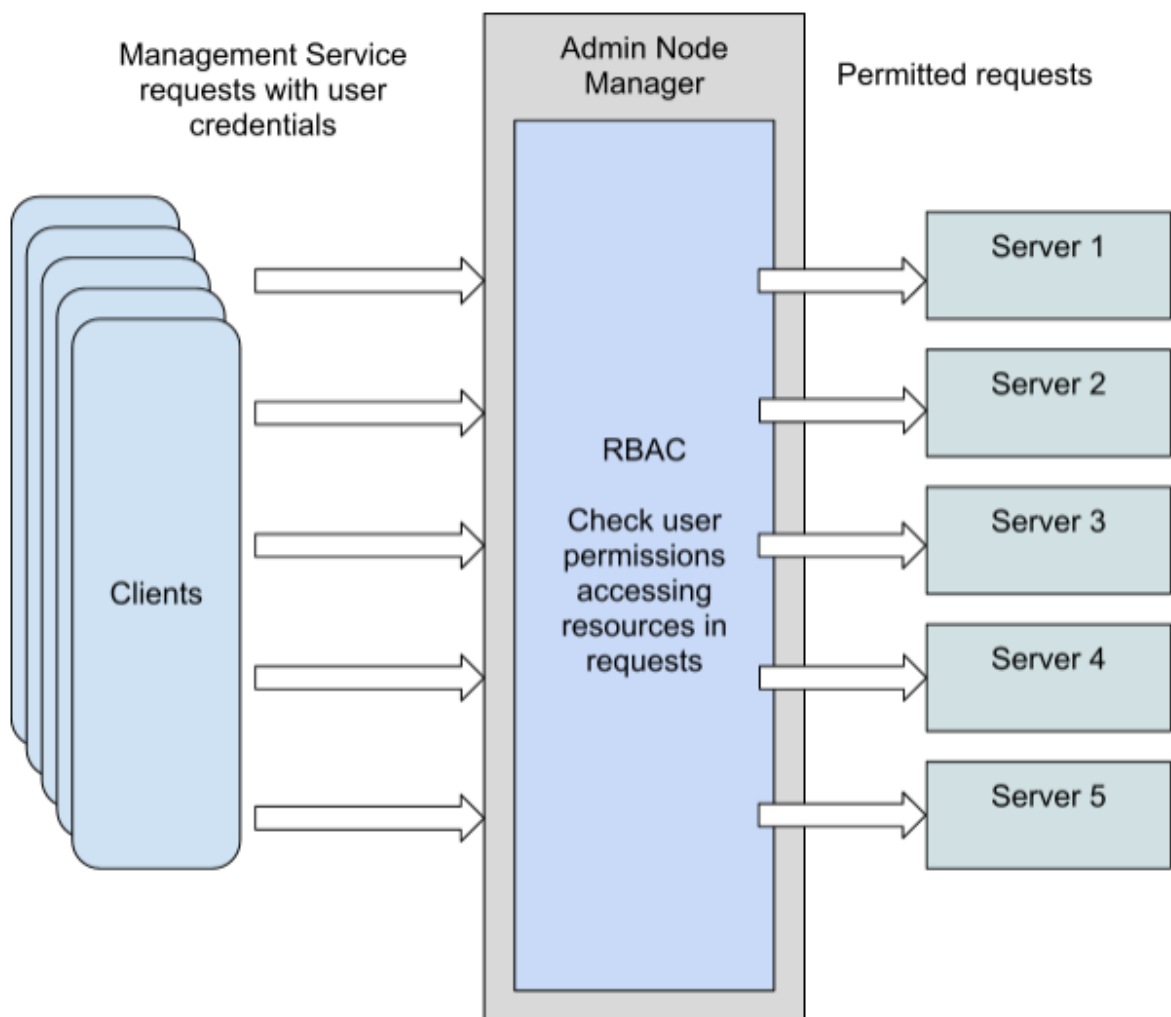 Management Service
requests with user
credentials
Admin Node
Manager
Permitted requests
Clients
RBAC
Check user
permissions
accessing
resources in
requests
Server 1
Server 2
Server 3
Server 4
Server 5